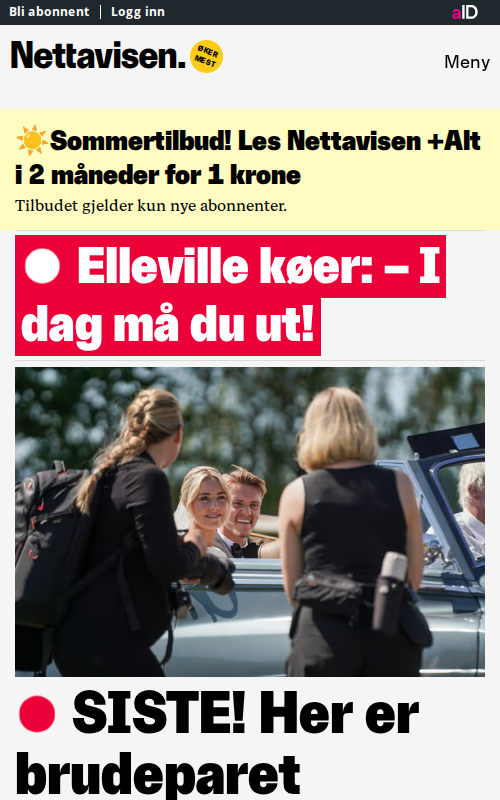 Bli abonnent
Logg inn
aID
Nettavisen.
ØKER
MEST
Meny
Sommertilbud! Les Nettavisen +Alt
i 2 måneder for 1 krone
Tilbudet gjelder kun nye abonnenter.
Elleville køer: – I
dag må du ut!
SISTE! Her er
brudeparet